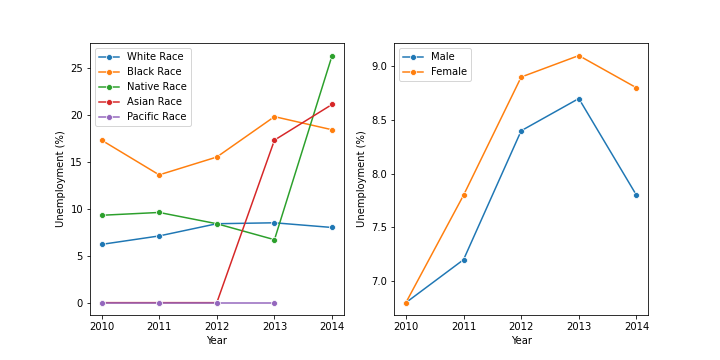 White Race
Black Race
Native Race
Asian Race
Pacific Race
25
20
15
10
5
0
Unemployment (%)
2010 2011 2012 2013 2014
Year
Male
Female
9.0
8.5
8.0
7.5
7.0
Unemployment (%)
2010 2011 2012 2013 2014
Year